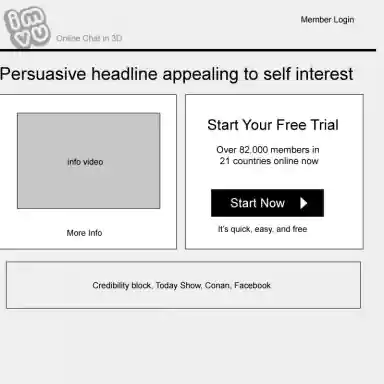 imvu
Online Chat in 3D
Member Login
Persuasive headline appealing to self interest
info video
More Info
Start Your Free Trial
Over 82,000 members in
21 countries online now
Start Now
It's quick, easy, and free
Credibility block, Today Show, Conan, Facebook